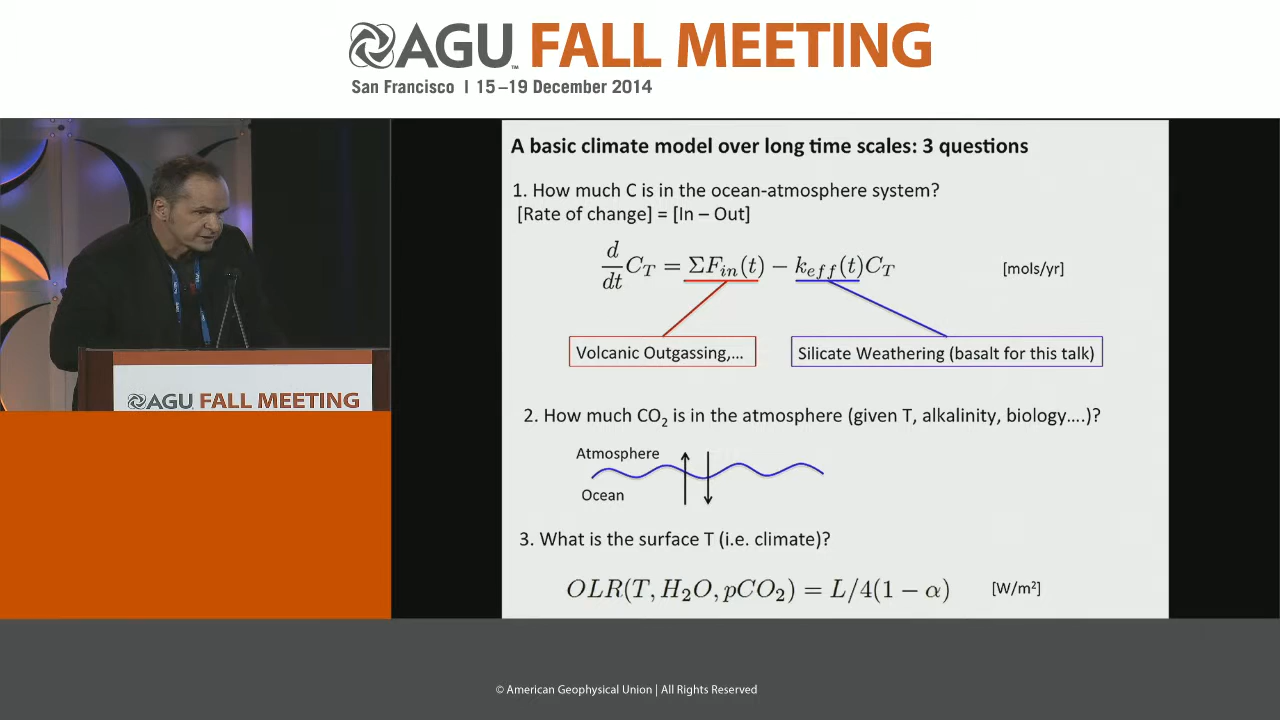 AGU™ FALL MEETING
San Francisco | 15–19 December 2014
A basic climate model over long time scales: 3 questions
1. How much C is in the ocean-atmosphere system?
[Rate of change] = [In – Out]
d/dt C_T = ΣF_in(t) − k_eff(t)C_T [mols/yr]
Volcanic Outgassing,... Silicate Weathering (basalt for this talk)
2. How much CO₂ is in the atmosphere (given T, alkalinity, biology....)?
Atmosphere
Ocean
3. What is the surface T (i.e. climate)?
OLR(T, H₂O, pCO₂) = L/4(1 − α) [W/m²]
AGU FALL MEETING
© American Geophysical Union | All Rights Reserved